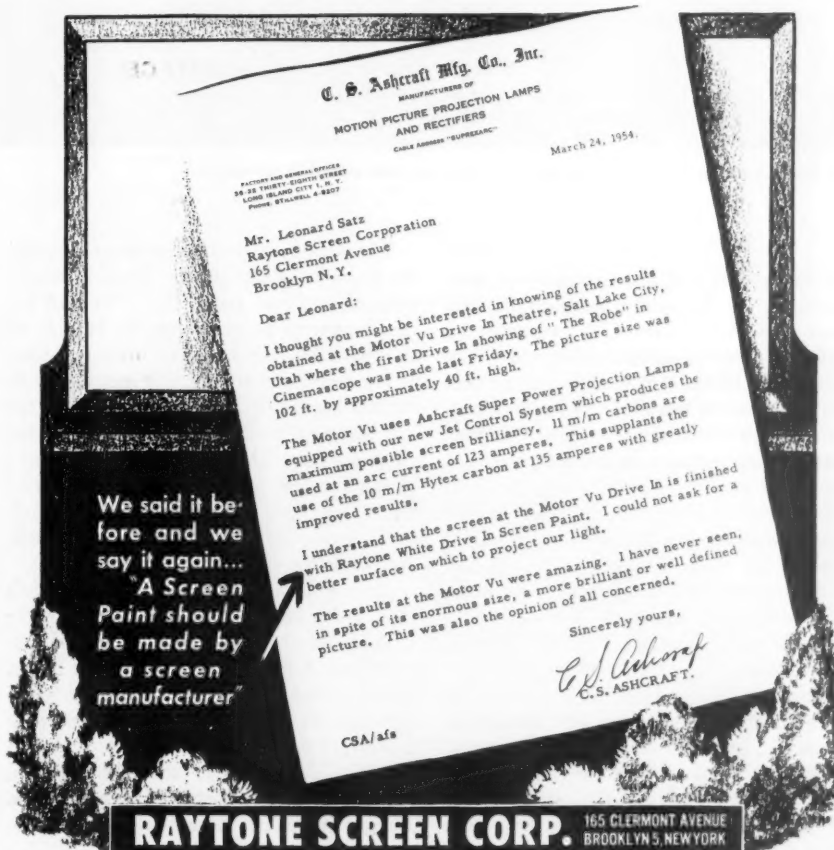 C. S. Ashcraft Mfg. Co., Inc.
MANUFACTURERS OF
MOTION PICTURE PROJECTION LAMPS
AND RECTIFIERS
CABLE ADDRESS "SUPREXARC"
March 24, 1954.
FACTORY AND GENERAL OFFICES
36-32 THIRTY-EIGHTH STREET
LONG ISLAND CITY 1, N. Y.
PHONE, STILLWELL 4-8207
Mr. Leonard Satz
Raytone Screen Corporation
165 Clermont Avenue
Brooklyn N. Y.
Dear Leonard:
I thought you might be interested in knowing of the results
obtained at the Motor Vu Drive In Theatre, Salt Lake City,
Utah where the first Drive In showing of " The Robe" in
Cinemascope was made last Friday. The picture size was
102 ft. by approximately 40 ft. high.
The Motor Vu uses Ashcraft Super Power Projection Lamps
equipped with our new Jet Control System which produces the
maximum possible screen brilliancy. 11 m/m carbons are
used at an arc current of 123 amperes. This supplants the
use of the 10 m/m Hytex carbon at 135 amperes with greatly
improved results.
I understand that the screen at the Motor Vu Drive In is finished
with Raytone White Drive In Screen Paint. I could not ask for a
better surface on which to project our light.
The results at the Motor Vu were amazing. I have never seen,
in spite of its enormous size, a more brilliant or well defined
picture. This was also the opinion of all concerned.
Sincerely yours,
C. S. Ashcraft
C.S. ASHCRAFT.
CSA/afs
We said it be-
fore and we
say it again...
"A Screen
Paint should
be made by
a screen
manufacturer"
RAYTONE SCREEN CORP. 165 CLERMONT AVENUE
BROOKLYN 5, NEW YORK